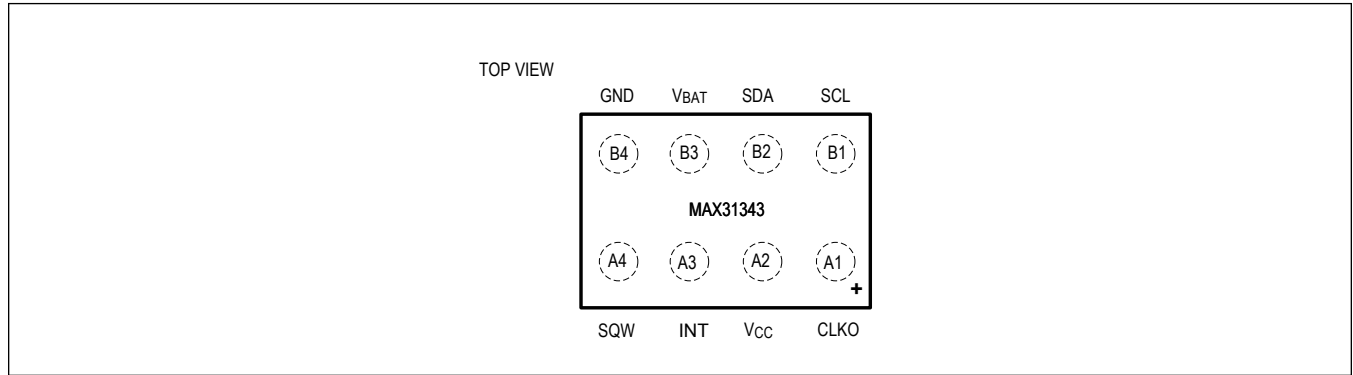 TOP VIEW
GND VBAT SDA SCL
B4 B3 B2 B1
MAX31343
A4 A3 A2 A1
+
SQW INT VCC CLKO